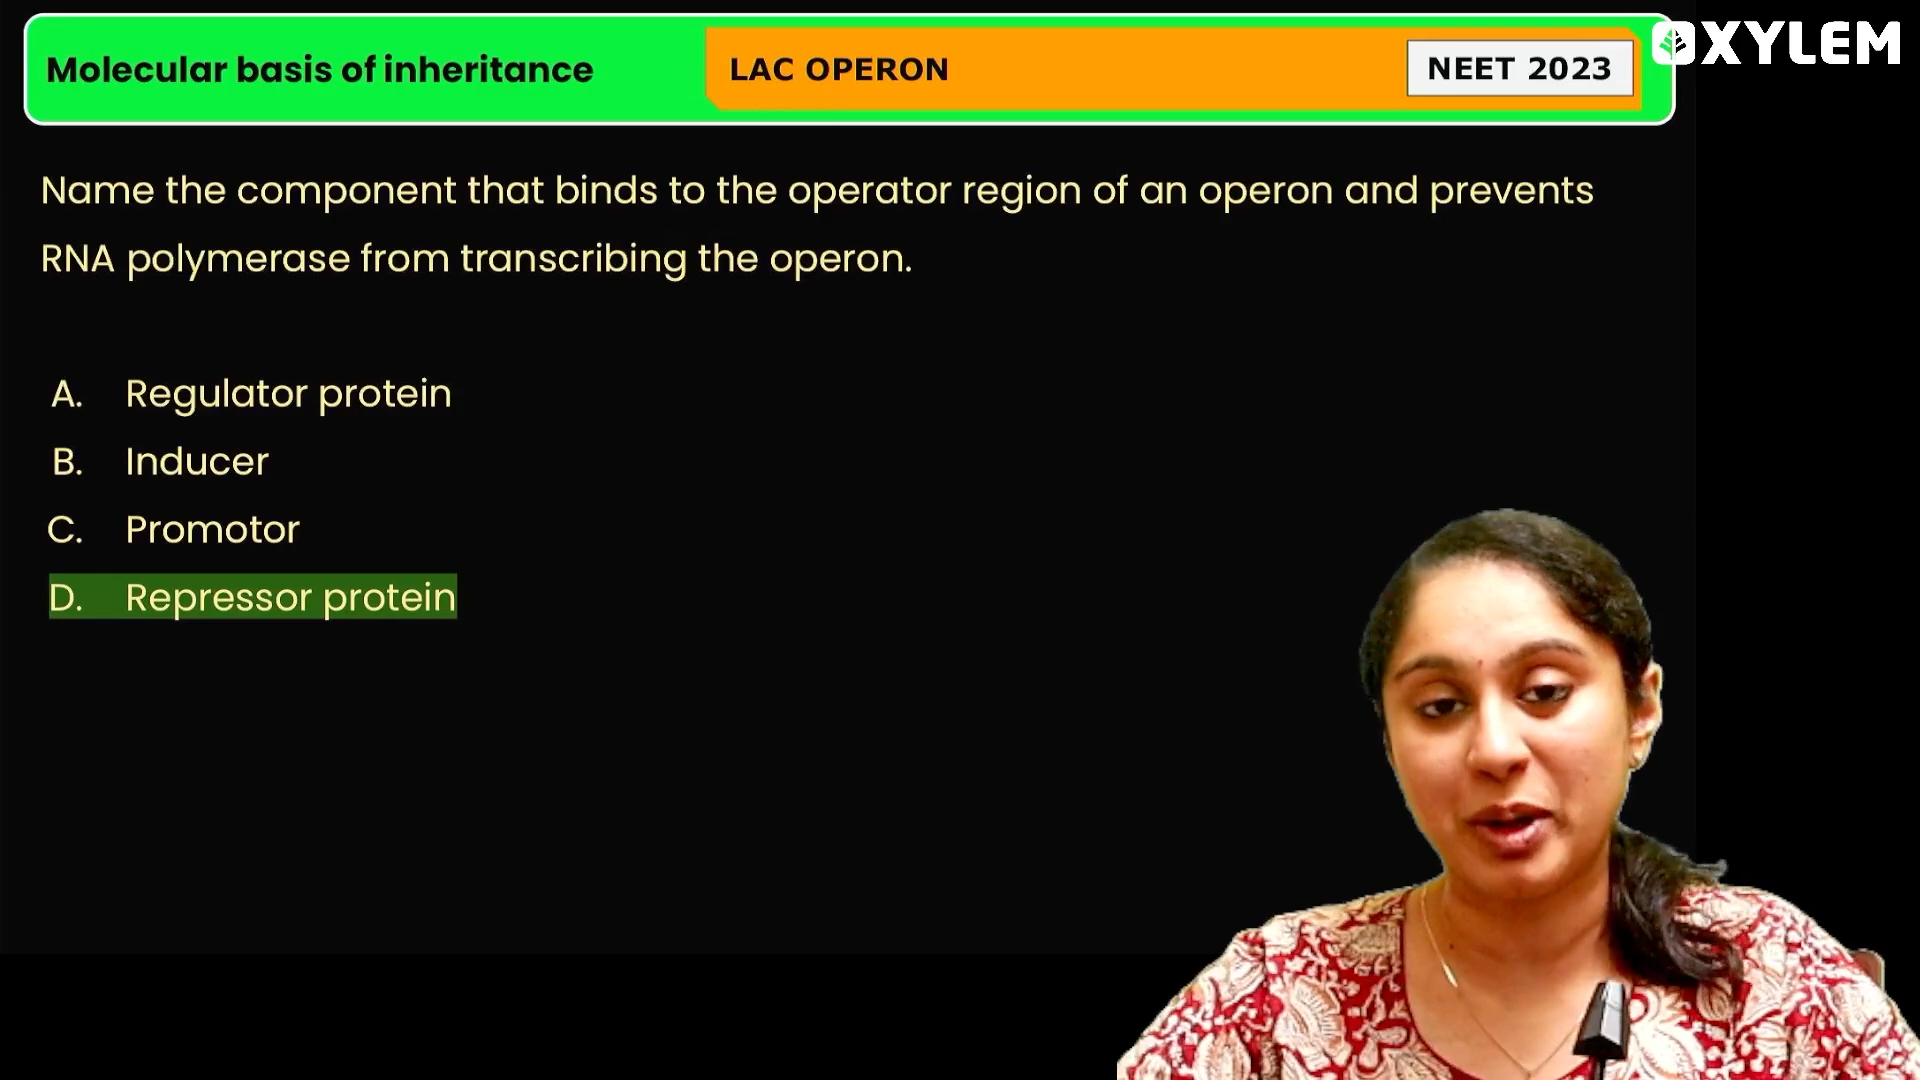 Molecular basis of inheritance
LAC OPERON
NEET 2023
XYLEM
Name the component that binds to the operator region of an operon and prevents
RNA polymerase from transcribing the operon.
A. Regulator protein
B. Inducer
C. Promotor
D. Repressor protein